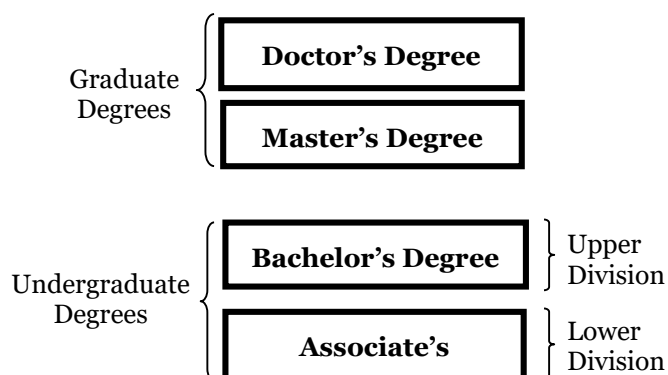 Doctor’s Degree
Graduate
Degrees
Master’s Degree
Bachelor’s Degree
Upper
Division
Undergraduate
Degrees
Associate’s
Lower
Division